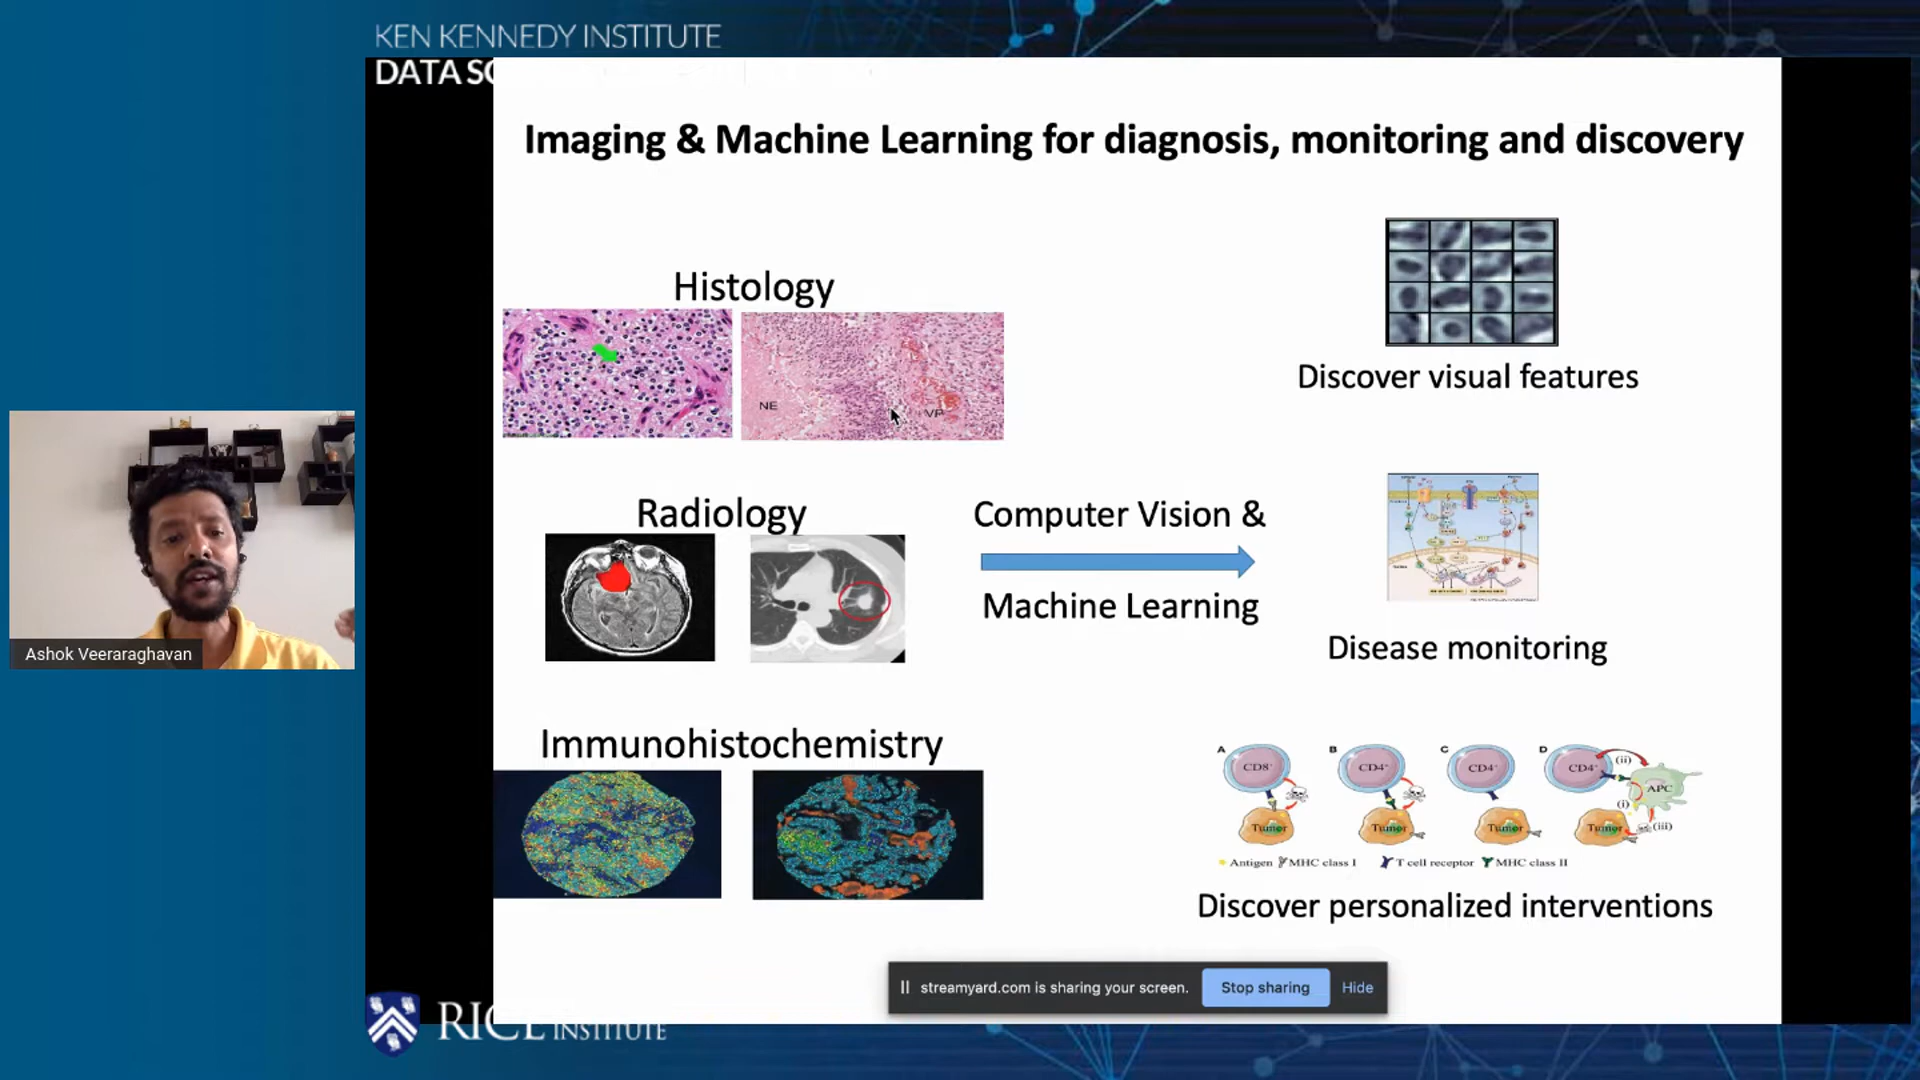 KEN KENNEDY INSTITUTE
DATA SC
Imaging & Machine Learning for diagnosis, monitoring and discovery
Histology
NE
VP
Discover visual features
Radiology
Computer Vision &
Machine Learning
Disease monitoring
Immunohistochemistry
A
B
C
D
CD8+
CD4+
CD4+
CD4+
(ii)
APC
(i)
(iii)
Tumor
Tumor
Tumor
Tumor
Antigen MHC class I T cell receptor MHC class II
Discover personalized interventions
Ashok Veeraraghavan
streamyard.com is sharing your screen. Stop sharing Hide
RICE
INSTITUTE